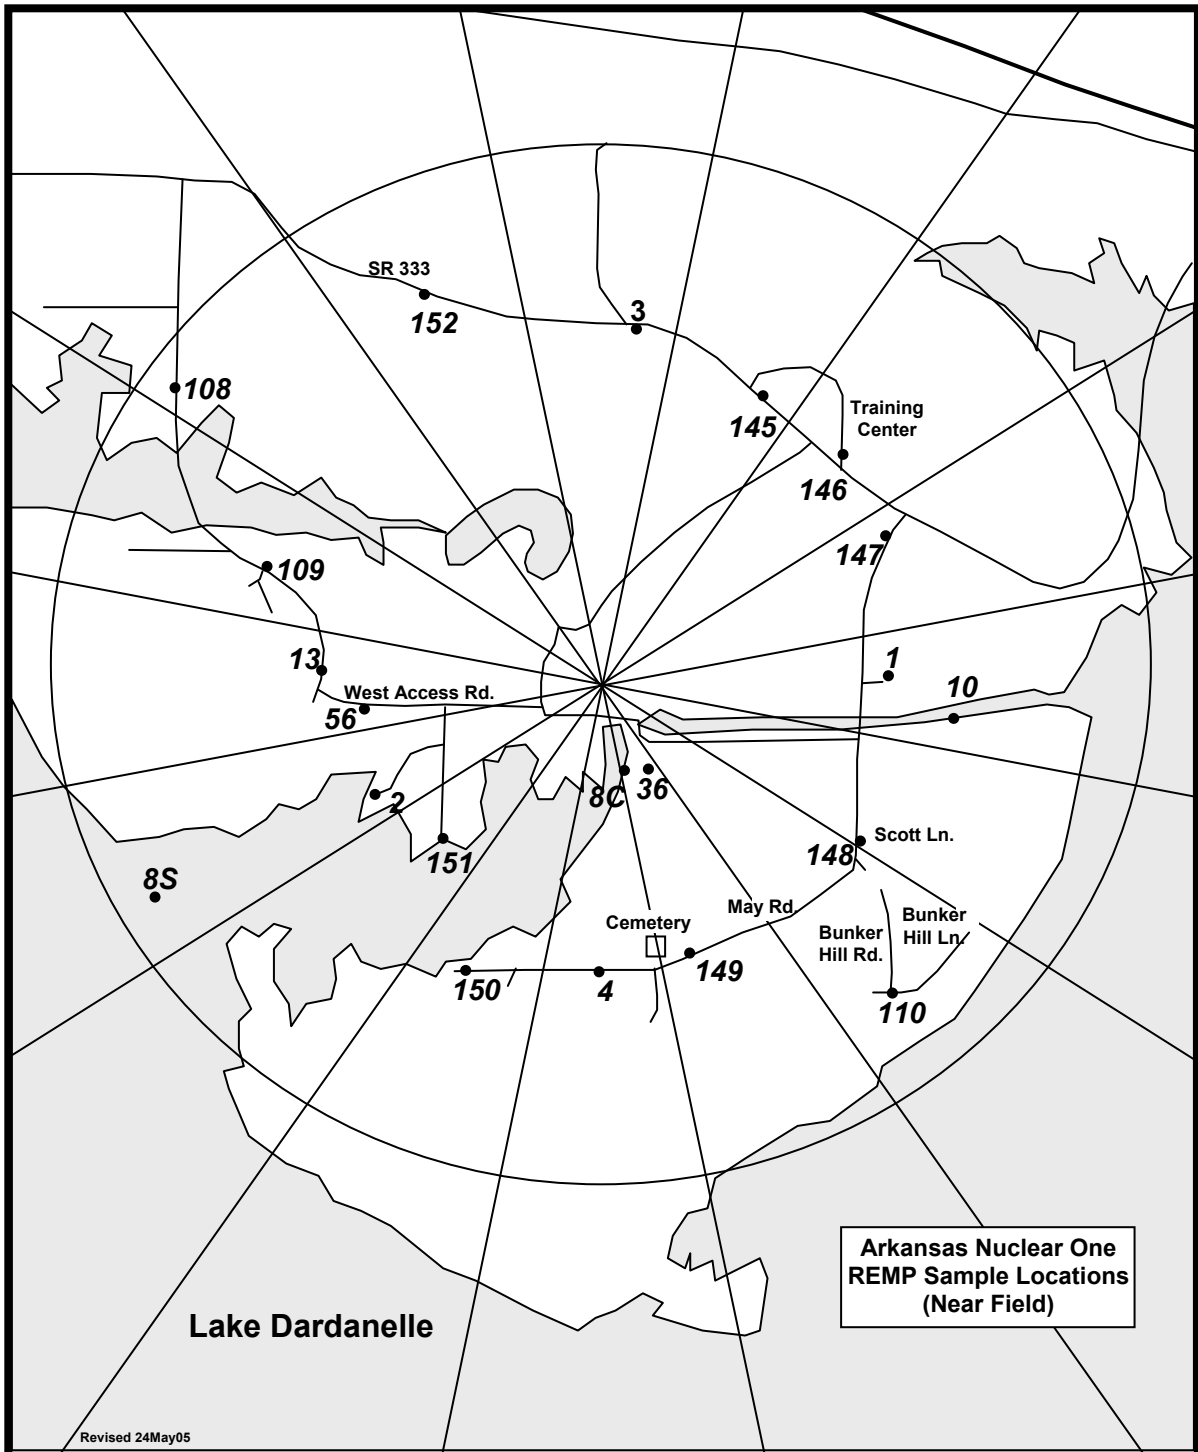 SR 333
152
3
108
145
Training
Center
146
147
109
13
1
West Access Rd.
10
56
2
8C
36
151
148
Scott Ln.
8S
May Rd.
Cemetery
Bunker
Hill Ln.
Bunker
Hill Rd.
149
150
4
110
Arkansas Nuclear One
REMP Sample Locations
(Near Field)
Lake Dardanelle
Revised 24May05